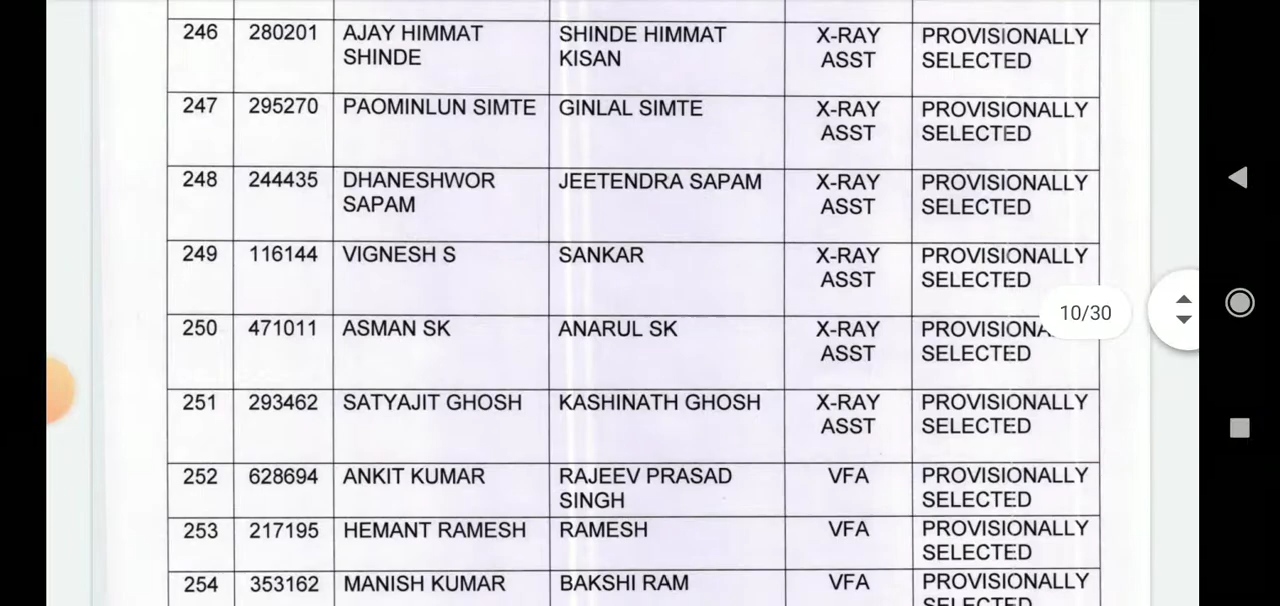 246 280201 AJAY HIMMAT SHINDE HIMMAT X-RAY PROVISIONALLY
SHINDE KISAN ASST SELECTED
247 295270 PAOMINLUN SIMTE GINLAL SIMTE X-RAY PROVISIONALLY
ASST SELECTED
248 244435 DHANESHWOR JEETENDRA SAPAM X-RAY PROVISIONALLY
SAPAM ASST SELECTED
249 116144 VIGNESH S SANKAR X-RAY PROVISIONALLY
ASST SELECTED
10/30
250 471011 ASMAN SK ANARUL SK X-RAY PROVISIONA
ASST SELECTED
251 293462 SATYAJIT GHOSH KASHINATH GHOSH X-RAY PROVISIONALLY
ASST SELECTED
252 628694 ANKIT KUMAR RAJEEV PRASAD VFA PROVISIONALLY
SINGH SELECTED
253 217195 HEMANT RAMESH RAMESH VFA PROVISIONALLY
SELECTED
254 353162 MANISH KUMAR BAKSHI RAM VFA PROVISIONALLY
SELECTED